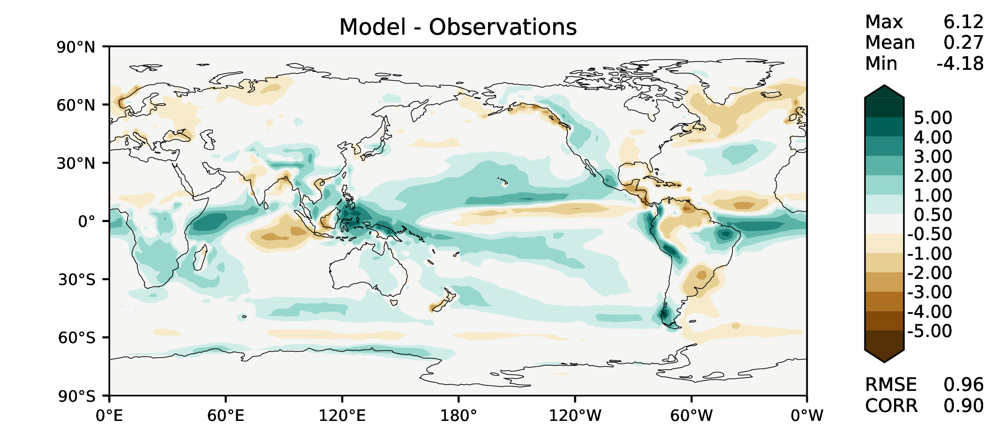 Model - Observations
Max 6.12
Mean 0.27
Min -4.18
90°N
60°N
30°N
0°
30°S
60°S
90°S
0°E 60°E 120°E 180° 120°W 60°W 0°W
5.00
4.00
3.00
2.00
1.00
0.50
-0.50
-1.00
-2.00
-3.00
-4.00
-5.00
RMSE 0.96
CORR 0.90